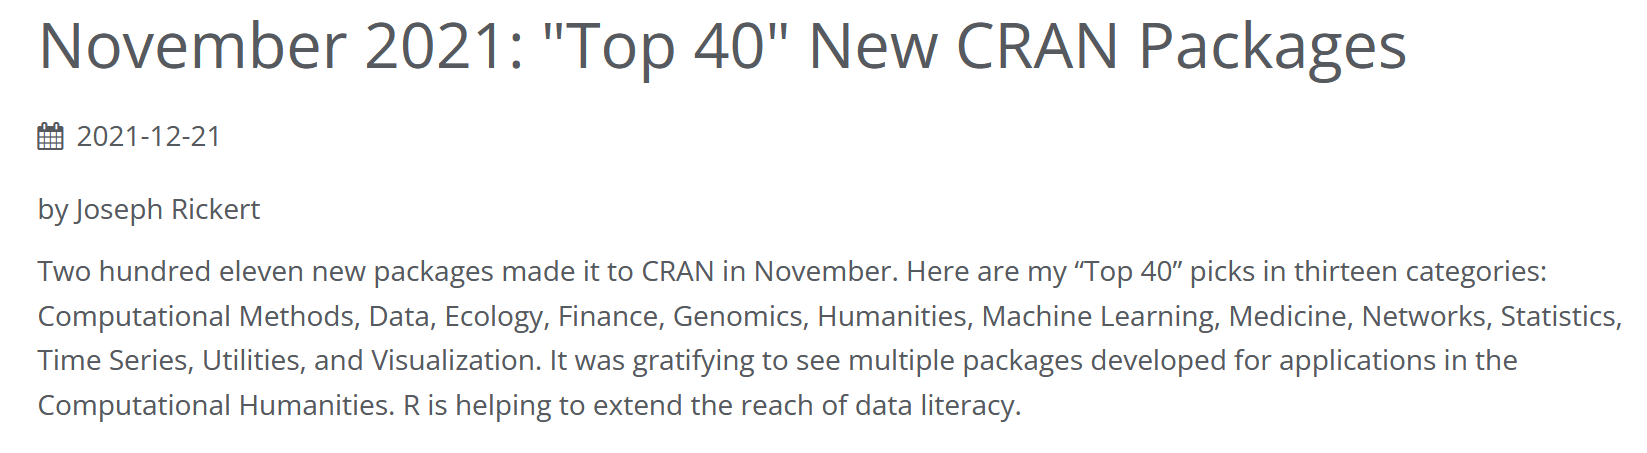 November 2021: "Top 40" New CRAN Packages
2021-12-21
by Joseph Rickert
Two hundred eleven new packages made it to CRAN in November. Here are my “Top 40” picks in thirteen categories:
Computational Methods, Data, Ecology, Finance, Genomics, Humanities, Machine Learning, Medicine, Networks, Statistics,
Time Series, Utilities, and Visualization. It was gratifying to see multiple packages developed for applications in the
Computational Humanities. R is helping to extend the reach of data literacy.